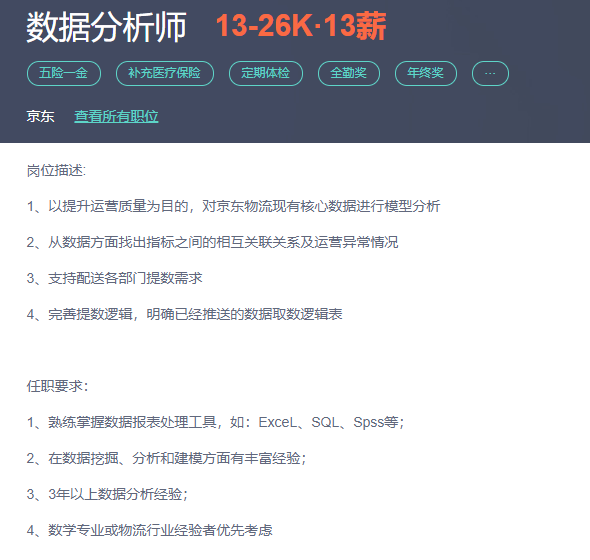 数据分析师 13-26K·13薪
五险一金 补充医疗保险 定期体检 全勤奖 年终奖 ···
京东 查看所有职位
岗位描述:
1、以提升运营质量为目的，对京东物流现有核心数据进行模型分析
2、从数据方面找出指标之间的相互关联关系及运营异常情况
3、支持配送各部门提数需求
4、完善提数逻辑，明确已经推送的数据取数逻辑表
任职要求：
1、熟练掌握数据报表处理工具，如：ExceL、SQL、Spss等；
2、在数据挖掘、分析和建模方面有丰富经验；
3、3年以上数据分析经验；
4、数学专业或物流行业经验者优先考虑